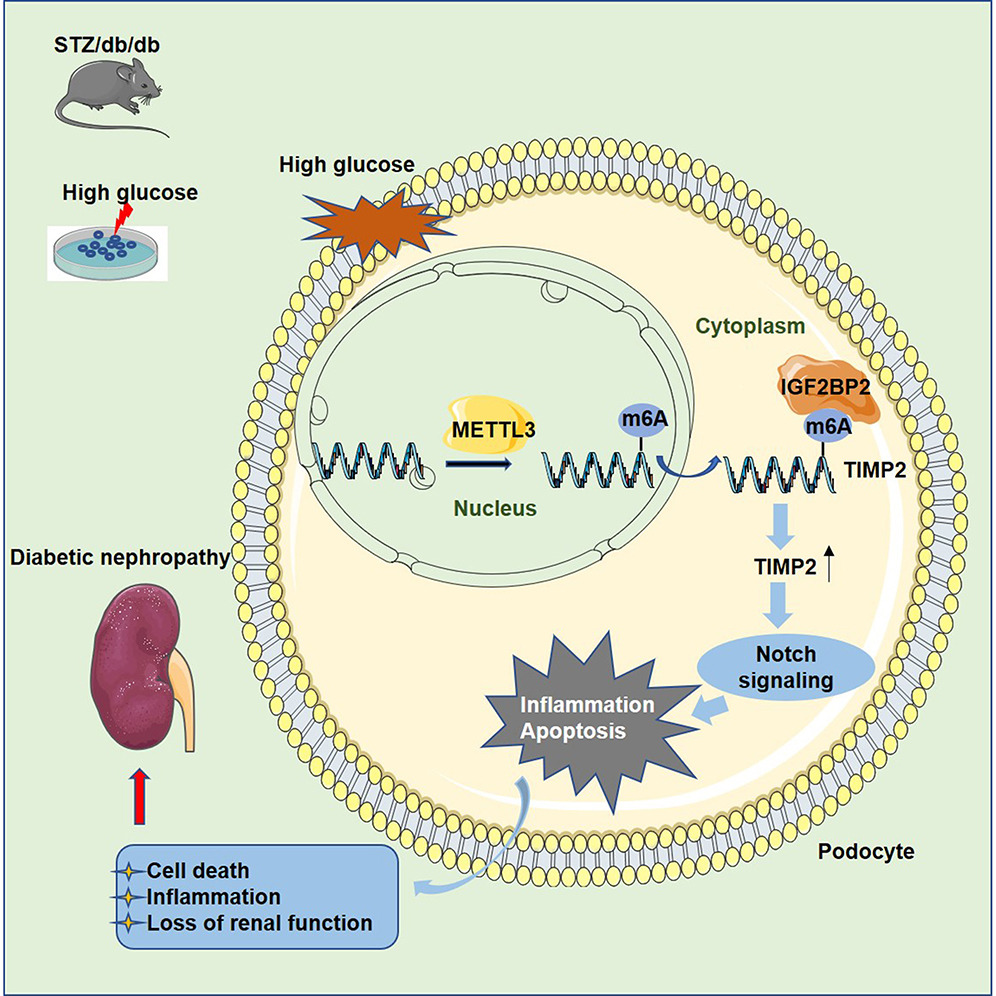 STZ/db/db
High glucose
High glucose
Cytoplasm
IGF2BP2
m6A
TIMP2
METTL3
m6A
Nucleus
Diabetic nephropathy
TIMP2
Notch
signaling
Inflammation
Apoptosis
Podocyte
Cell death
Inflammation
Loss of renal function